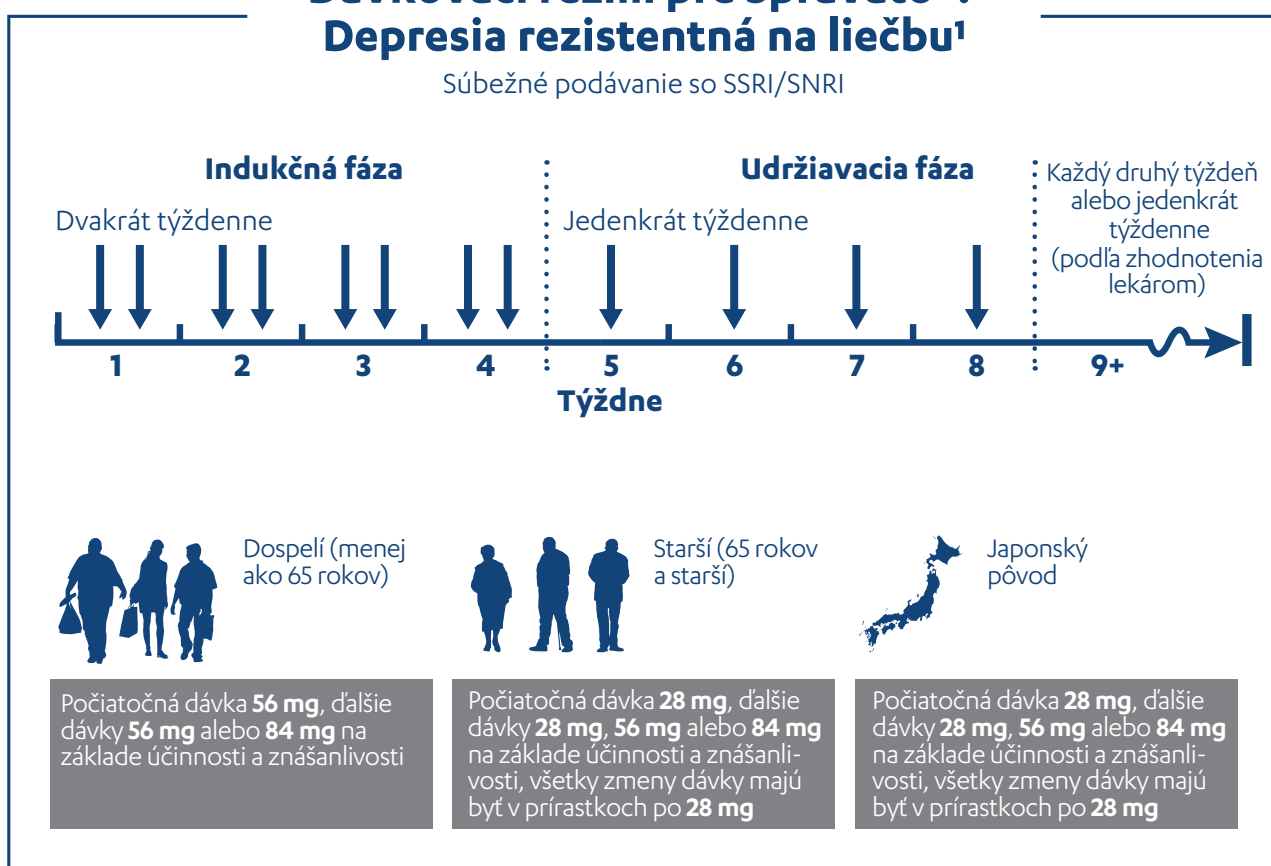 Dávkovací režim pre Spravato
Depresia rezistentná na liečbu¹
Súbežné podávanie so SSRI/SNRI
Indukčná fáza
Udržiavacia fáza
Každý druhý týždeň
alebo jedenkrát
týždenne
(podľa zhodnotenia
lekárom)
Dvakrát týždenne
Jedenkrát týždenne
1 2 3 4 5 6 7 8 9+
Týždne
Dospelí (menej
ako 65 rokov)
Starší (65 rokov
a starší)
Japonský
pôvod
Počiatočná dávka 56 mg, ďalšie
dávky 56 mg alebo 84 mg na
základe účinnosti a znášanlivosti
Počiatočná dávka 28 mg, ďalšie
dávky 28 mg, 56 mg alebo 84 mg
na základe účinnosti a znášanli-
vosti, všetky zmeny dávky majú
byť v prírastkoch po 28 mg
Počiatočná dávka 28 mg, ďalšie
dávky 28 mg, 56 mg alebo 84 mg
na základe účinnosti a znášanli-
vosti, všetky zmeny dávky majú
byť v prírastkoch po 28 mg